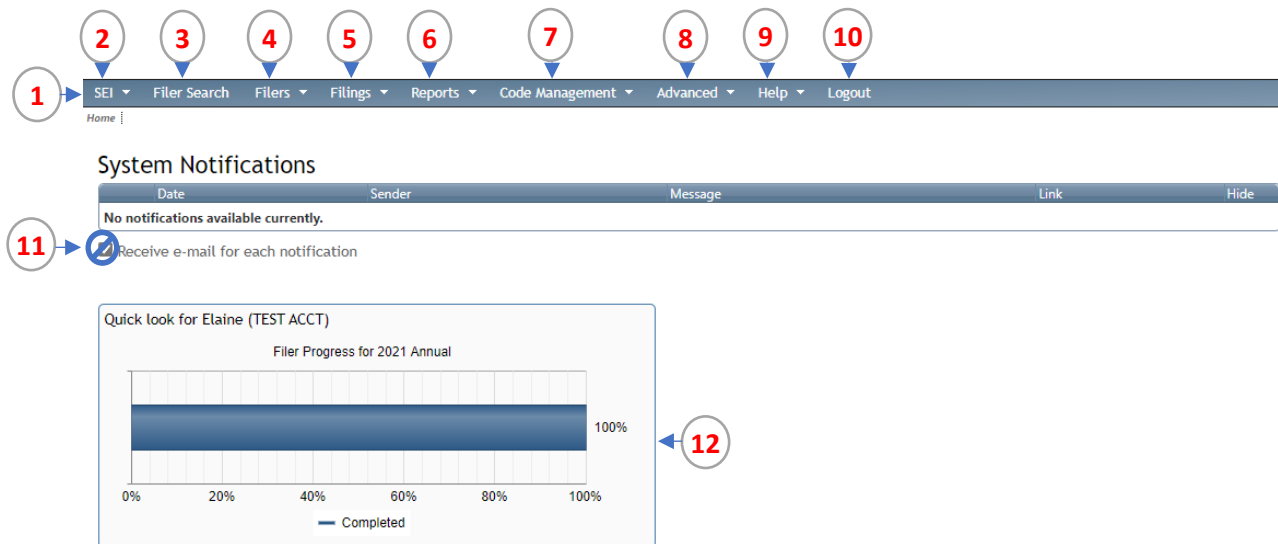 2 3 4 5 6 7 8 9 10
1 SEI Filer Search Filers Filings Reports Code Management Advanced Help Logout
Home
System Notifications
Date Sender Message Link Hide
No notifications available currently.
11 Receive e-mail for each notification
Quick look for Elaine (TEST ACCT)
Filer Progress for 2021 Annual
100%
12
0% 20% 40% 60% 80% 100%
Completed